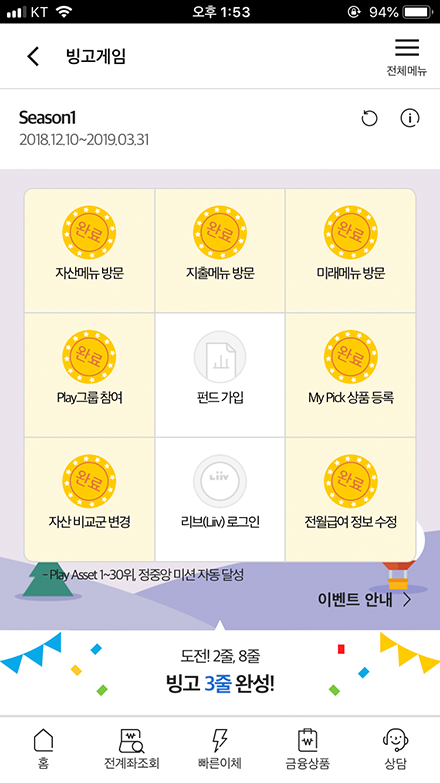 KT 오후 1:53 94%
빙고게임
전체메뉴
Season1
2018.12.10~2019.03.31
완료 완료 완료
자산메뉴 방문 지출메뉴 방문 미래메뉴 방문
완료 완료
Play그룹 참여 펀드 가입 My Pick 상품 등록
완료 Liiv 완료
자산 비교군 변경 리브(Liiv) 로그인 전월급여 정보 수정
- Play Asset 1~30위, 정중앙 미션 자동 달성
이벤트 안내
도전! 2줄, 8줄
빙고 3줄 완성!
홈 전계좌조회 빠른이체 금융상품 상담